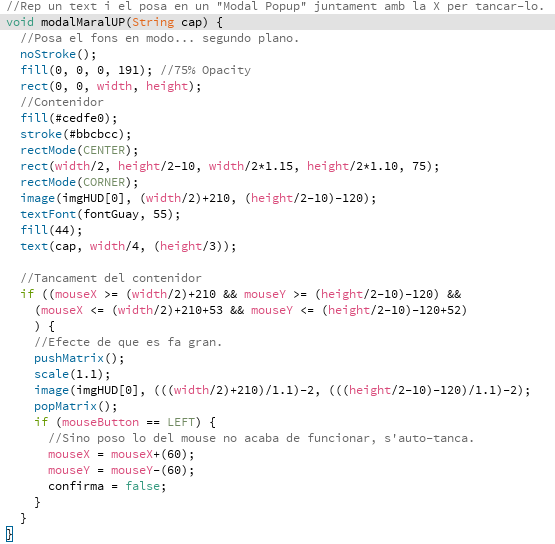 //Rep un text i el posa en un "Modal Popup" juntament amb la X per tancar-lo.
void modalMaralUP(String cap) {
//Posa el fons en modo... segundo plano.
noStroke();
fill(0, 0, 0, 191); //75% Opacity
rect(0, 0, width, height);
//Contenidor
fill(#cedfe0);
stroke(#bbcbcc);
rectMode(CENTER);
rect(width/2, height/2-10, width/2*1.15, height/2*1.10, 75);
rectMode(CORNER);
image(imgHUD[0], (width/2)+210, (height/2-10)-120);
textFont(fontGuay, 55);
fill(44);
text(cap, width/4, (height/3));
//Tancament del contenidor
if ((mouseX >= (width/2)+210 && mouseY >= (height/2-10)-120) &&
(mouseX <= (width/2)+210+53 && mouseY <= (height/2-10)-120+52)
) {
//Efecte de que es fa gran.
pushMatrix();
scale(1.1);
image(imgHUD[0], (((width/2)+210)/1.1)-2, (((height/2-10)-120)/1.1)-2);
popMatrix();
if (mouseButton == LEFT) {
//Sino poso lo del mouse no acaba de funcionar, s'auto-tanca.
mouseX = mouseX+(60);
mouseY = mouseY-(60);
confirma = false;
}
}
}